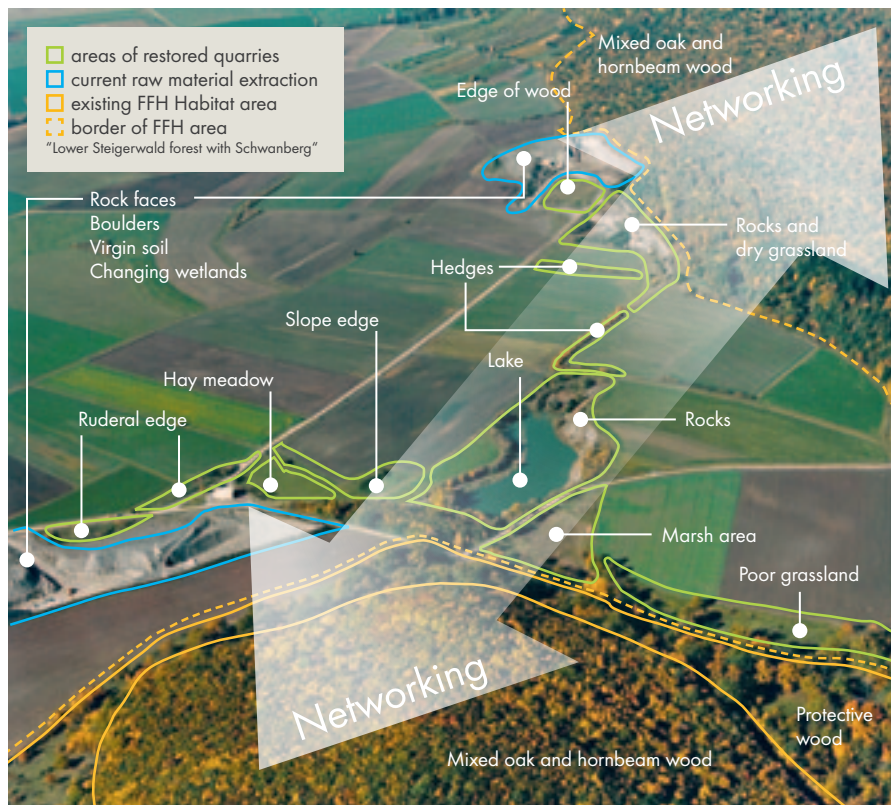 areas of restored quarries
current raw material extraction
existing FFH Habitat area
border of FFH area
"Lower Steigerwald forest with Schwanberg"
Mixed oak and
hornbeam wood
Networking
Edge of wood
Rock faces
Boulders
Virgin soil
Changing wetlands
Rocks and
dry grassland
Hedges
Slope edge
Lake
Hay meadow
Ruderal edge
Rocks
Marsh area
Poor grassland
Networking
Protective
wood
Mixed oak and hornbeam wood